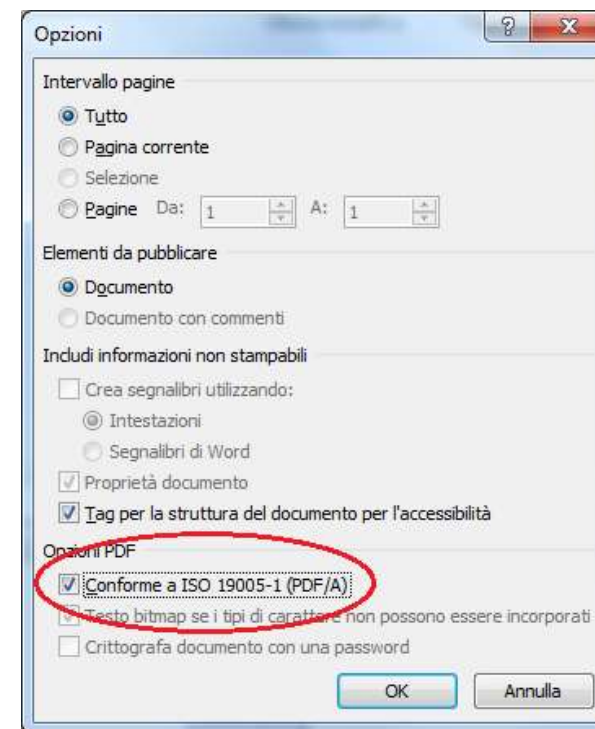 Opzioni
Intervallo pagine
Tutto
Pagina corrente
Selezione
Pagine Da: 1 A: 1
Elementi da pubblicare
Documento
Documento con commenti
Includi informazioni non stampabili
Crea segnalibri utilizzando:
Intestazioni
Segnalibri di Word
Proprietà documento
Tag per la struttura del documento per l'accessibilità
Opzioni PDF
Conforme a ISO 19005-1 (PDF/A)
Testo bitmap se i tipi di carattere non possono essere incorporati
Crittografa documento con una password
OK Annulla